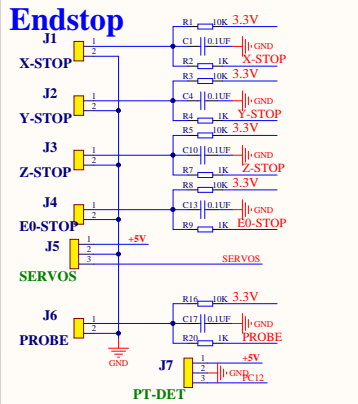 Endstop
R1 10K 3.3V
J1 1 C1 0.1UF GND
2
X-STOP R2 1K X-STOP
R3 10K 3.3V
J2 1 C4 0.1UF GND
2
Y-STOP R4 1K Y-STOP
R5 10K 3.3V
J3 1 C10 0.1UF GND
2
Z-STOP R7 1K Z-STOP
R8 10K 3.3V
J4 1 C13 0.1UF GND
2
E0-STOP R9 1K E0-STOP
J5 1 +5V
2
3 SERVOS
SERVOS
R16 10K 3.3V
J6 1 C17 0.1UF GND
2
PROBE R20 1K PROBE
GND
J7 1 +5V
2 GND
3 PC12
PT-DET